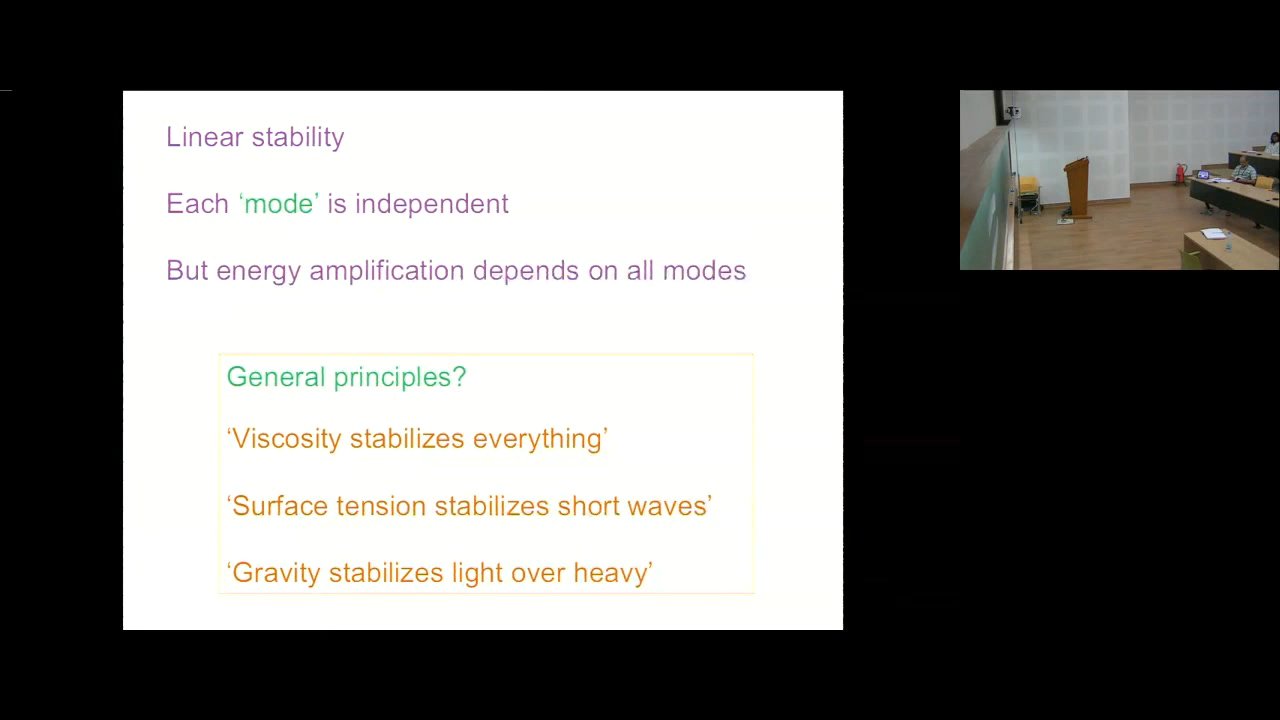 Linear stability
Each ‘mode’ is independent
But energy amplification depends on all modes
General principles?
‘Viscosity stabilizes everything’
‘Surface tension stabilizes short waves’
‘Gravity stabilizes light over heavy’